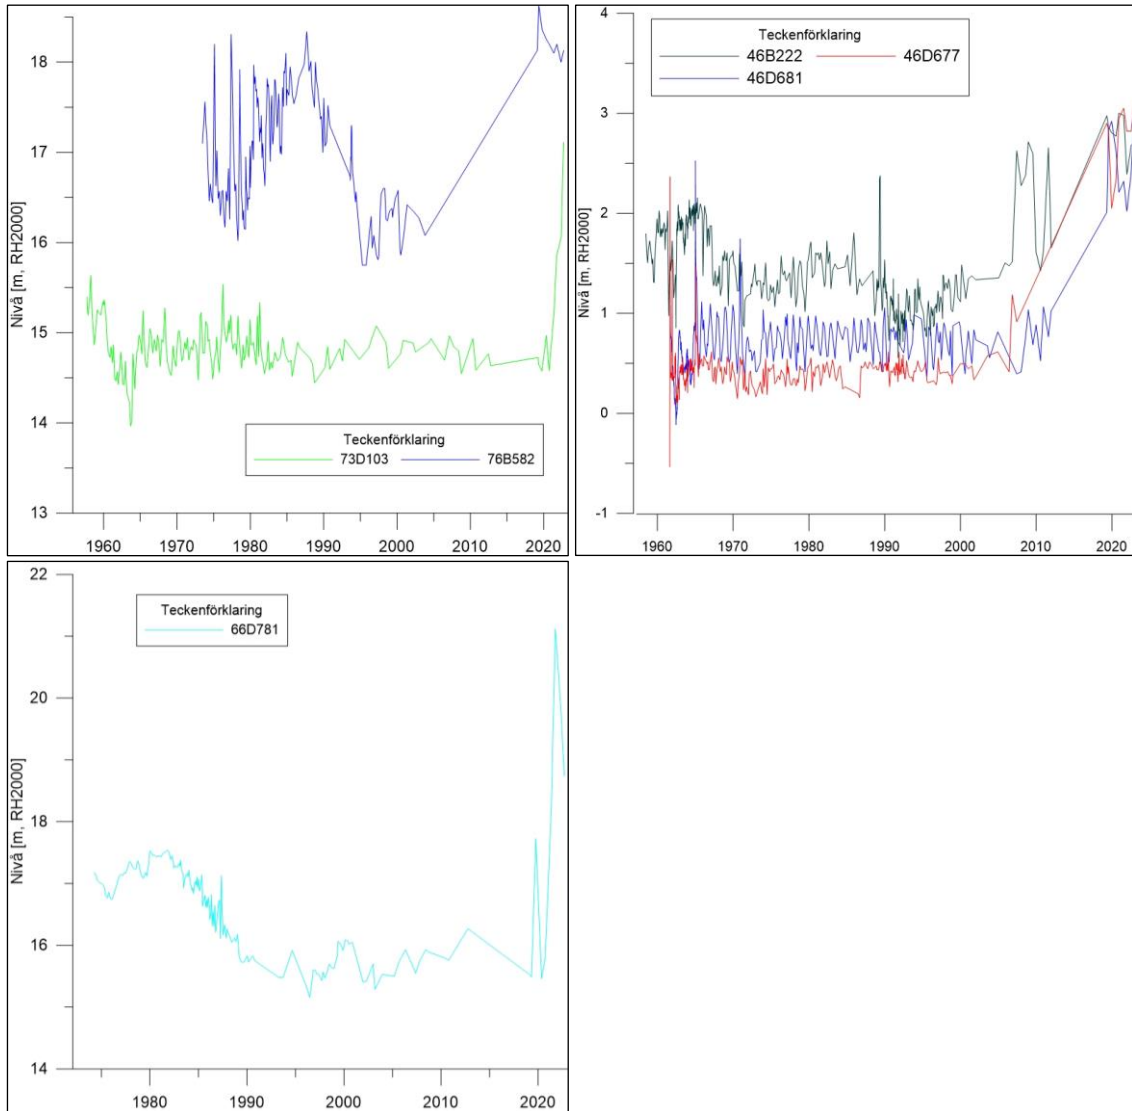 Nivå [m, RH2000]
18
17
16
15
14
13
Teckenförklaring
73D103 76B582
1960 1970 1980 1990 2000 2010 2020
Nivå [m, RH2000]
4
3
2
1
0
-1
Teckenförklaring
46B222 46D677
46D681
1960 1970 1980 1990 2000 2010 2020
Nivå [m, RH2000]
22
20
18
16
14
Teckenförklaring
66D781
1980 1990 2000 2010 2020